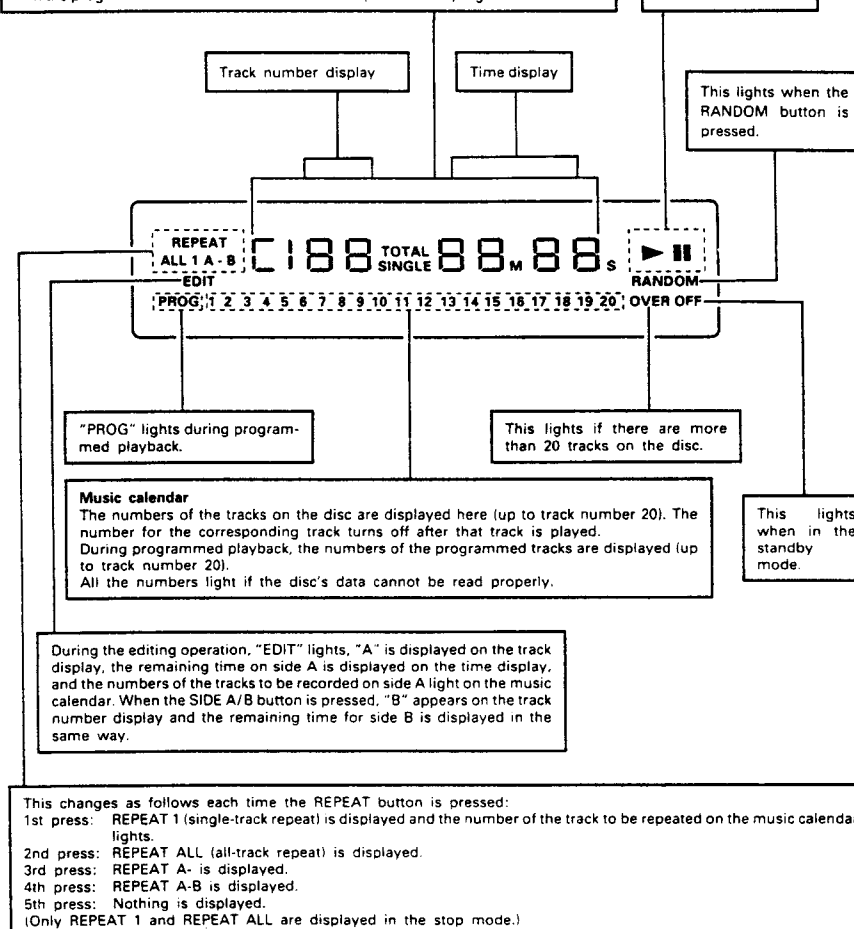 Track number display
Time display
This lights when the
RANDOM button is
pressed.
REPEAT
ALL 1 A - B
TOTAL
SINGLE
M
S
EDIT
RANDOM
PROG 1 2 3 4 5 6 7 8 9 10 11 12 13 14 15 16 17 18 19 20 OVER OFF
"PROG" lights during program-
med playback.
This lights if there are more
than 20 tracks on the disc.
Music calendar
The numbers of the tracks on the disc are displayed here (up to track number 20). The
number for the corresponding track turns off after that track is played.
During programmed playback, the numbers of the programmed tracks are displayed (up
to track number 20).
All the numbers light if the disc's data cannot be read properly.
This lights
when in the
standby
mode.
During the editing operation, "EDIT" lights, "A" is displayed on the track
display, the remaining time on side A is displayed on the time display,
and the numbers of the tracks to be recorded on side A light on the music
calendar. When the SIDE A/B button is pressed, "B" appears on the track
number display and the remaining time for side B is displayed in the
same way.
This changes as follows each time the REPEAT button is pressed:
1st press: REPEAT 1 (single-track repeat) is displayed and the number of the track to be repeated on the music calendar
lights.
2nd press: REPEAT ALL (all-track repeat) is displayed.
3rd press: REPEAT A- is displayed.
4th press: REPEAT A-B is displayed.
5th press: Nothing is displayed.
(Only REPEAT 1 and REPEAT ALL are displayed in the stop mode.)